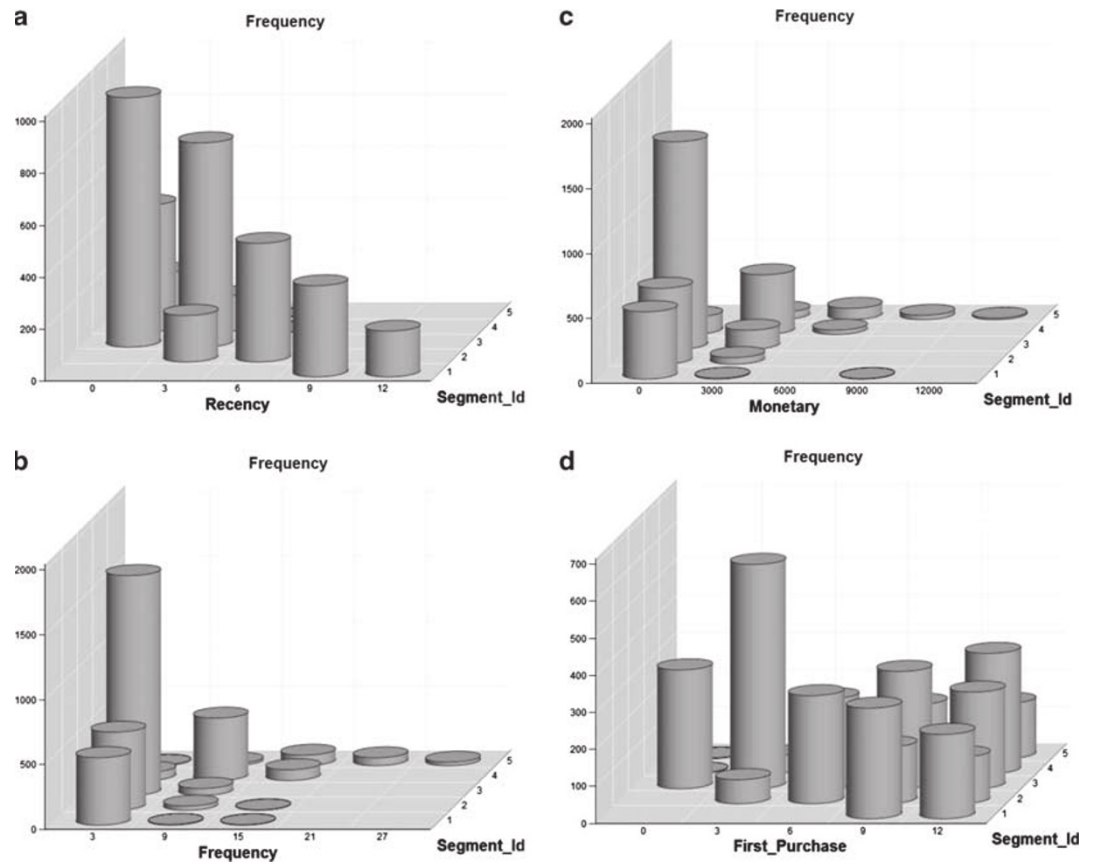 a
Frequency
1000
800
600
400
200
0
0 3 6 9 12
1 2 3 4 5
Recency
Segment_Id
c
Frequency
2000
1500
1000
500
0
0 3000 6000 9000 12000
1 2 3 4 5
Monetary
Segment_Id
b
Frequency
2000
1500
1000
500
0
3 9 15 21 27
1 2 3 4 5
Frequency
Segment_Id
d
Frequency
700
600
500
400
300
200
100
0
0 3 6 9 12
1 2 3 4 5
First_Purchase
Segment_Id